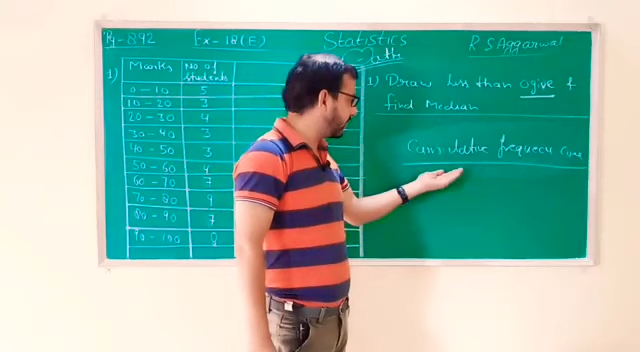 Pg - 892 Ex - 18(E) Statistics R S Aggarwal
10th
1) Marks No of students
0 - 10 5
10 - 20 3
20 - 30 4
30 - 40 3
40 - 50 3
50 - 60 4
60 - 70 7
70 - 80 9
80 - 90 7
90 - 100 8
1) Draw less than ogive &
find Median
Cumulative frequency Curve